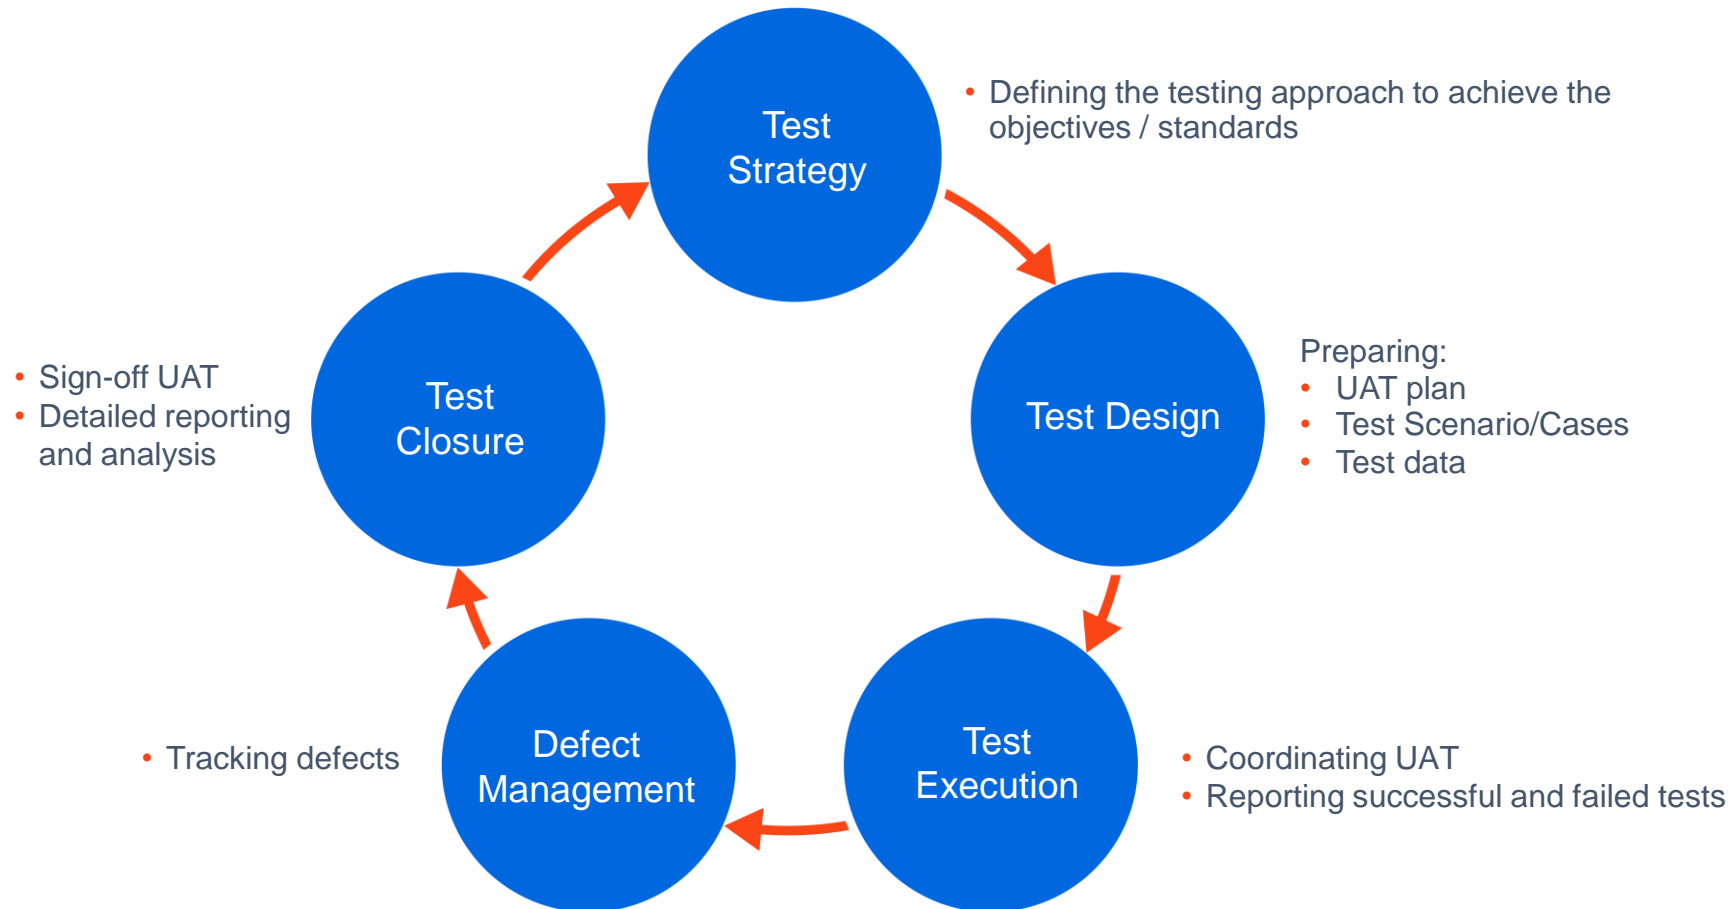 Test
Strategy
• Defining the testing approach to achieve the
objectives / standards
Test Design
Preparing:
• UAT plan
• Test Scenario/Cases
• Test data
Test
Execution
• Coordinating UAT
• Reporting successful and failed tests
Defect
Management
• Tracking defects
Test
Closure
• Sign-off UAT
• Detailed reporting
and analysis